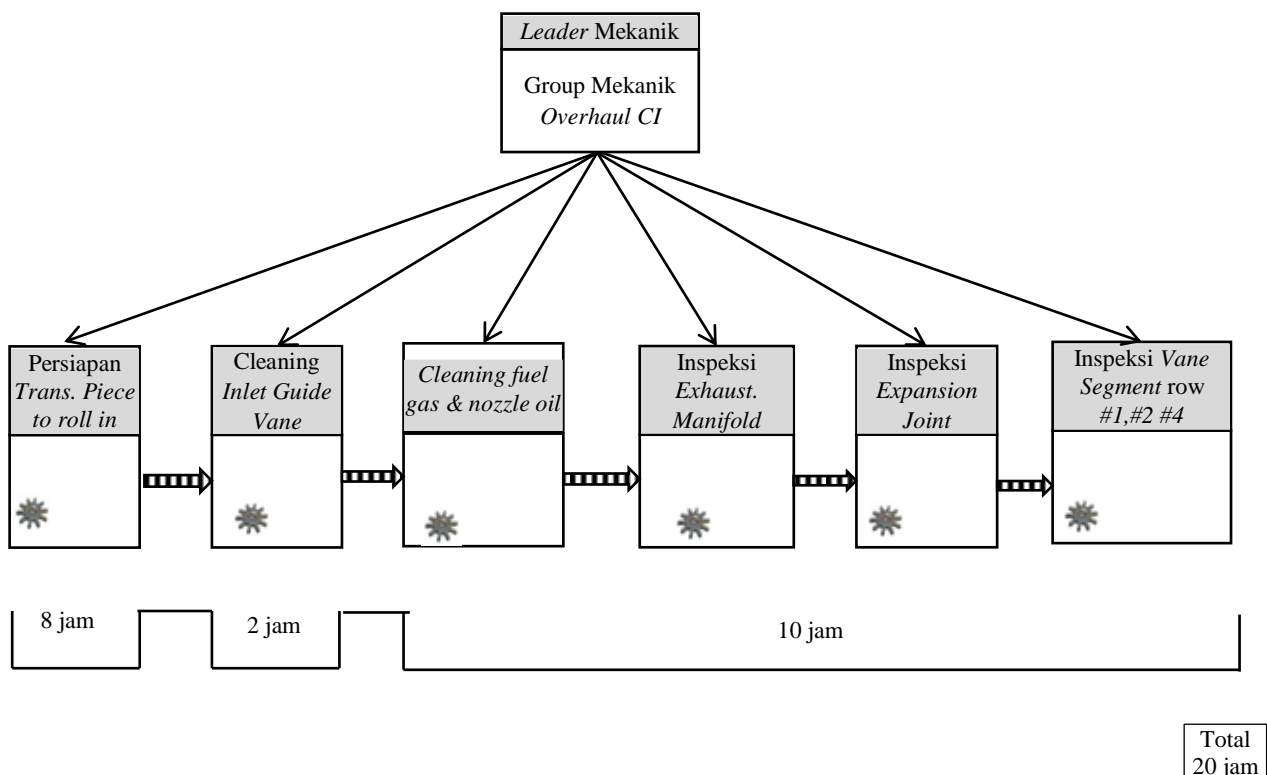 Leader Mekanik
Group Mekanik
Overhaul CI
Persiapan
Trans. Piece
to roll in
Cleaning
Inlet Guide
Vane
Cleaning fuel
gas & nozzle oil
Inspeksi
Exhaust.
Manifold
Inspeksi
Expansion
Joint
Inspeksi Vane
Segment row
#1,#2 #4
8 jam
2 jam
10 jam
Total
20 jam